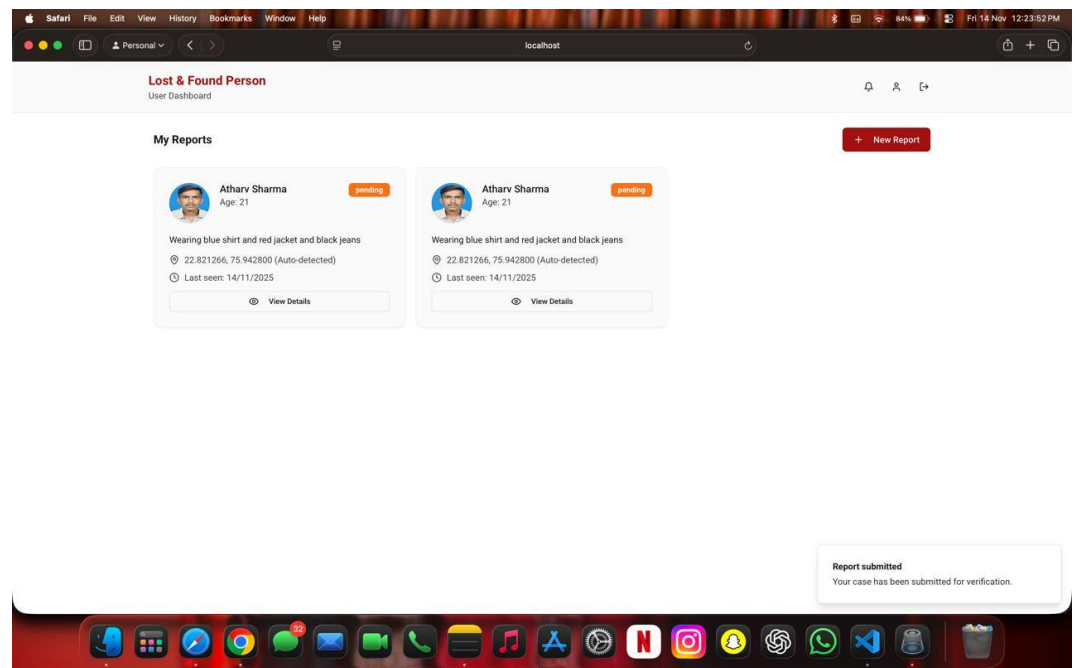 Safari File Edit View History Bookmarks Window Help 84% Fri 14 Nov 12:23:52 PM
Personal localhost
Lost & Found Person
User Dashboard
My Reports
+ New Report
Atharv Sharma pending
Age: 21
Wearing blue shirt and red jacket and black jeans
22.821266, 75.942800 (Auto-detected)
Last seen: 14/11/2025
View Details
Atharv Sharma pending
Age: 21
Wearing blue shirt and red jacket and black jeans
22.821266, 75.942800 (Auto-detected)
Last seen: 14/11/2025
View Details
Report submitted
Your case has been submitted for verification.
32
N